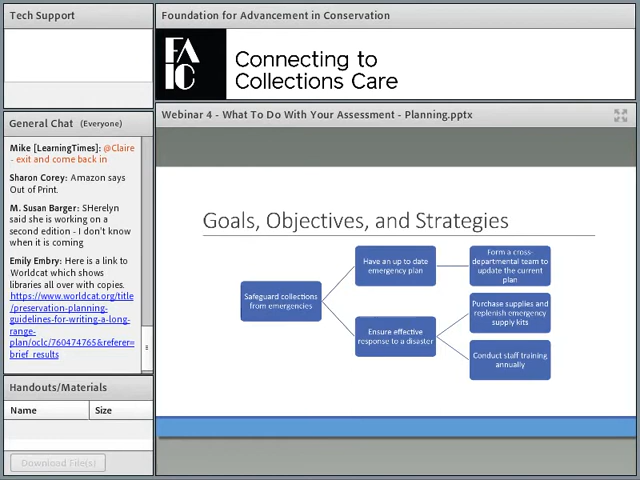 Tech Support
Foundation for Advancement in Conservation
FAIC
Connecting to
Collections Care
General Chat (Everyone)
Mike [LearningTimes]: @Claire
- exit and come back in
Sharon Corey: Amazon says
Out of Print.
M. Susan Barger: SHerelyn
said she is working on a
second edition - I don't know
when it is coming
Emily Embry: Here is a link to
Worldcat which shows
libraries all over with copies.
https://www.worldcat.org/title
/preservation-planning-
guidelines-for-writing-a-long-
range-
plan/oclc/760474765&referer=
brief_results
Handouts/Materials
Name Size
Download File(s)
Webinar 4 - What To Do With Your Assessment - Planning.pptx
Goals, Objectives, and Strategies
Safeguard collections
from emergencies
Have an up to date
emergency plan
Form a cross-
departmental team to
update the current
plan
Ensure effective
response to a disaster
Purchase supplies and
replenish emergency
supply kits
Conduct staff training
annually